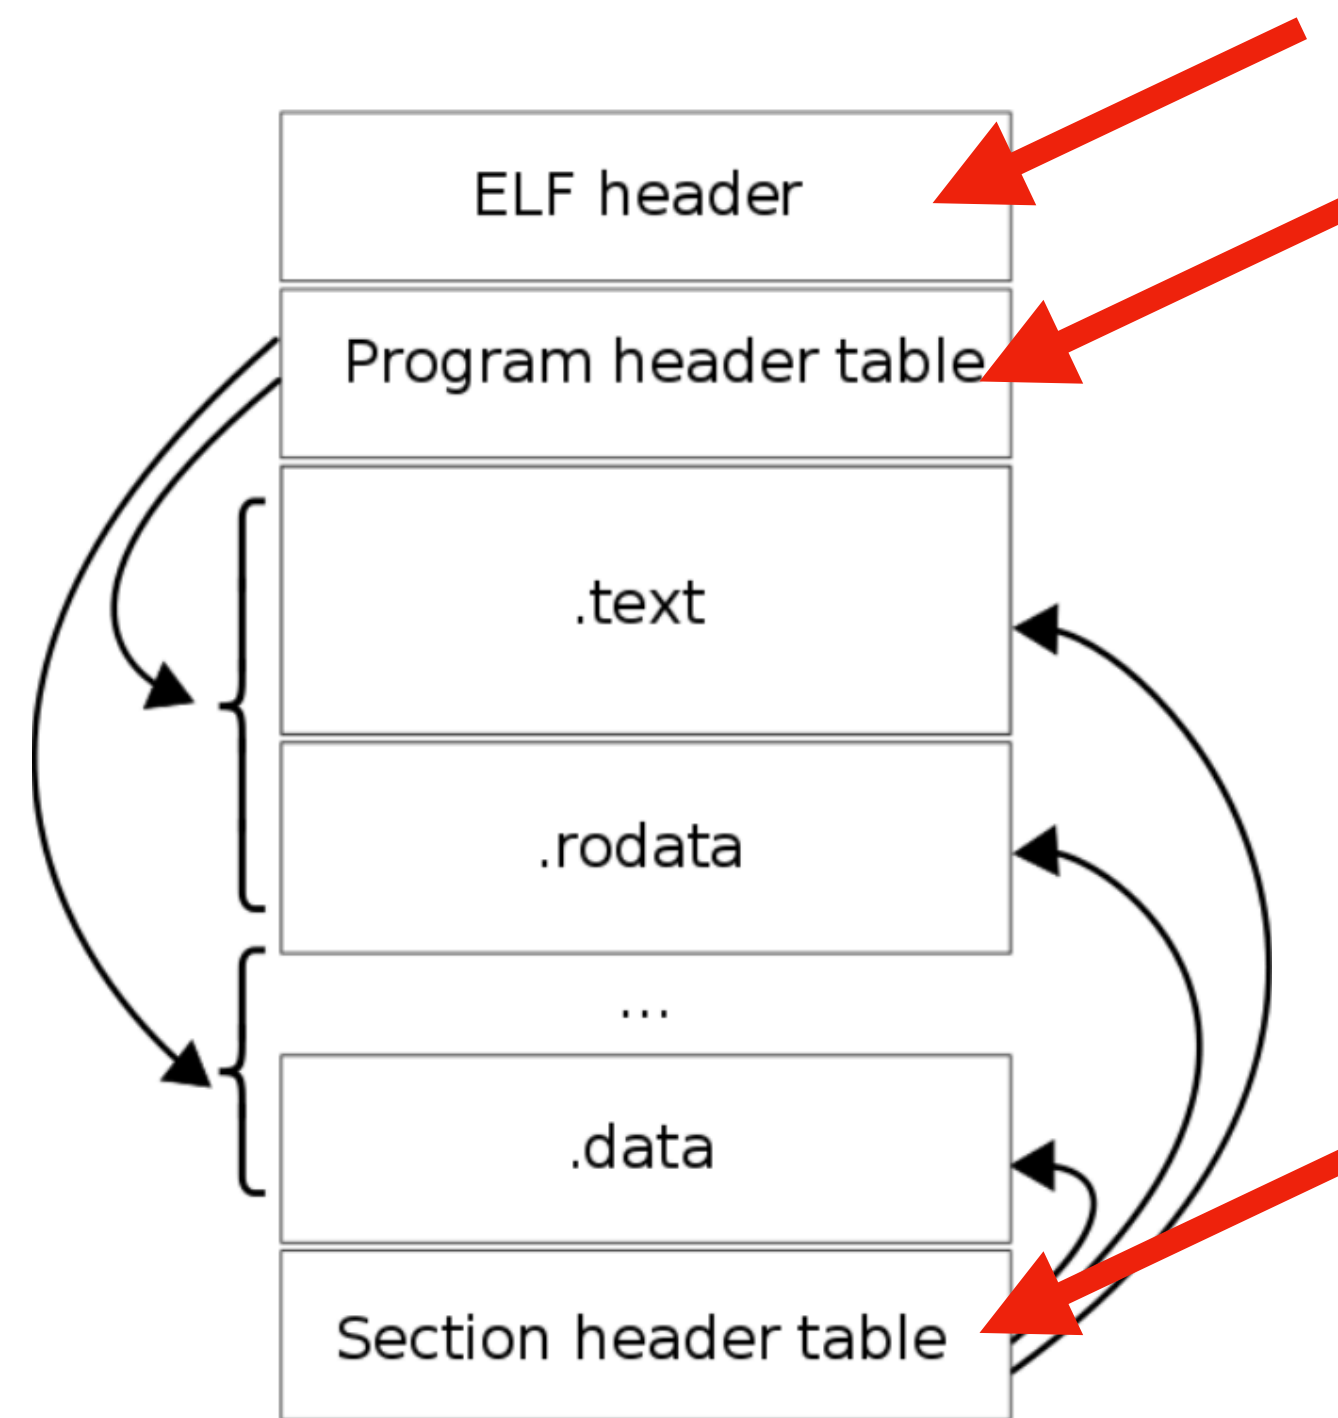 ELF header
Program header table
.text
.rodata
...
.data
Section header table